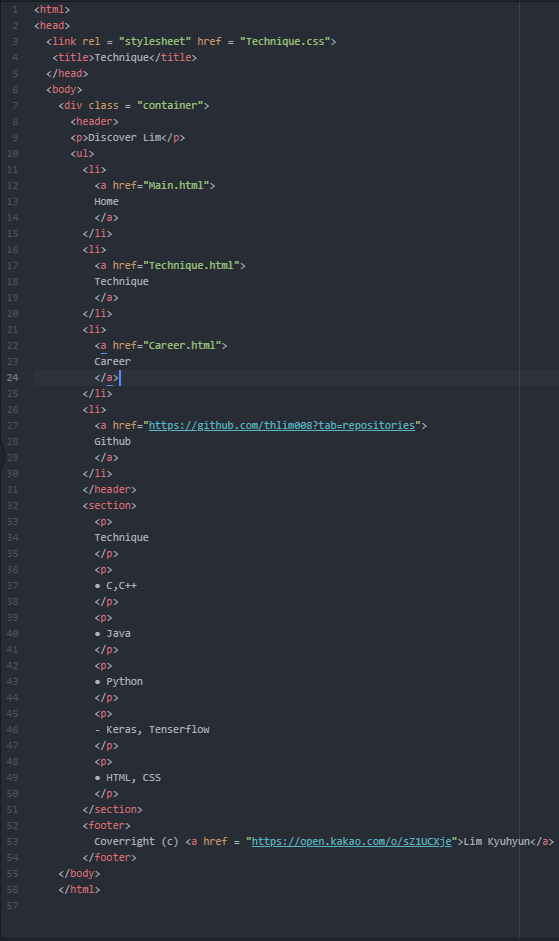 1 <html>
2 <head>
3 <link rel = "stylesheet" href = "Technique.css">
4 <title>Technique</title>
5 </head>
6 <body>
7 <div class = "container">
8 <header>
9 <p>Discover Lim</p>
10 <ul>
11 <li>
12 <a href="Main.html">
13 Home
14 </a>
15 </li>
16 <li>
17 <a href="Technique.html">
18 Technique
19 </a>
20 </li>
21 <li>
22 <a href="Career.html">
23 Career
24 </a>
25 </li>
26 <li>
27 <a href="https://github.com/thlim008?tab=repositories">
28 Github
29 </a>
30 </li>
31 </header>
32 <section>
33 <p>
34 Technique
35 </p>
36 <p>
37 • C,C++
38 </p>
39 <p>
40 • Java
41 </p>
42 <p>
43 • Python
44 </p>
45 <p>
46 - Keras, Tenserflow
47 </p>
48 <p>
49 • HTML, CSS
50 </p>
51 </section>
52 <footer>
53 Coverright (c) <a href = "https://open.kakao.com/o/sZ1UCXje">Lim Kyuhyun</a>
54 </footer>
55 </body>
56 </html>
57